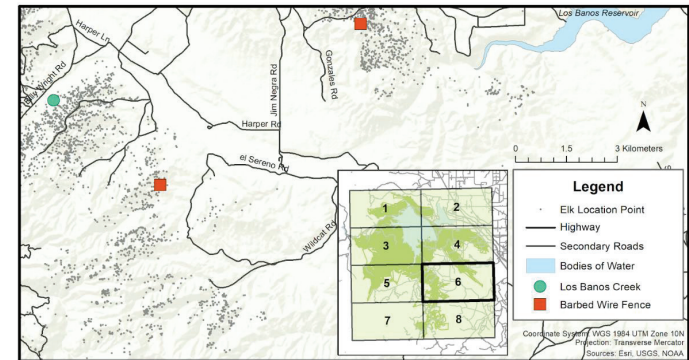 Los Banos Reservoir
Harper Ln
Billy Wright Rd
Gonzales Rd
Jim Negra Rd
Harper Rd
el Sereno Rd
Wildcat Rd
N
0 1.5 3 Kilometers
1 2
3 4
5 6
7 8
Legend
Elk Location Point
Highway
Secondary Roads
Bodies of Water
Los Banos Creek
Barbed Wire Fence
Coordinate System: WGS 1984 UTM Zone 10N
Projection: Transverse Mercator
Sources: Esri, USGS, NOAA